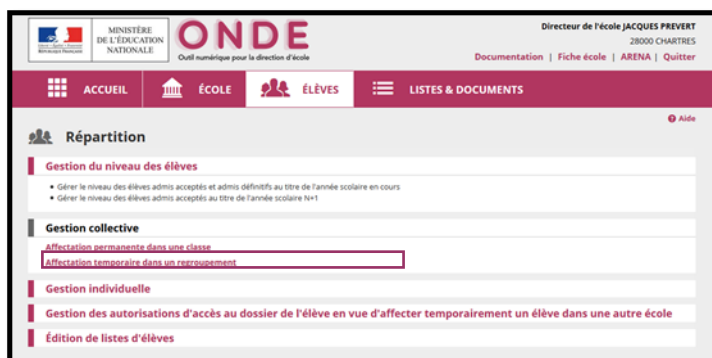 MINISTÈRE
DE L'ÉDUCATION
NATIONALE
ONDE
Outil numérique pour la direction d'école
Directeur de l'école JACQUES PREVERT
28000 CHARTRES
Documentation | Fiche école | ARENA | Quitter
ACCUEIL ÉCOLE ÉLÈVES LISTES & DOCUMENTS
Aide
Répartition
Gestion du niveau des élèves
• Gérer le niveau des élèves admis acceptés et admis définitifs au titre de l'année scolaire en cours
• Gérer le niveau des élèves admis acceptés au titre de l'année scolaire N+1
Gestion collective
Affectation permanente dans une classe
Affectation temporaire dans un regroupement
Gestion individuelle
Gestion des autorisations d'accès au dossier de l'élève en vue d'affecter temporairement un élève dans une autre école
Édition de listes d'élèves